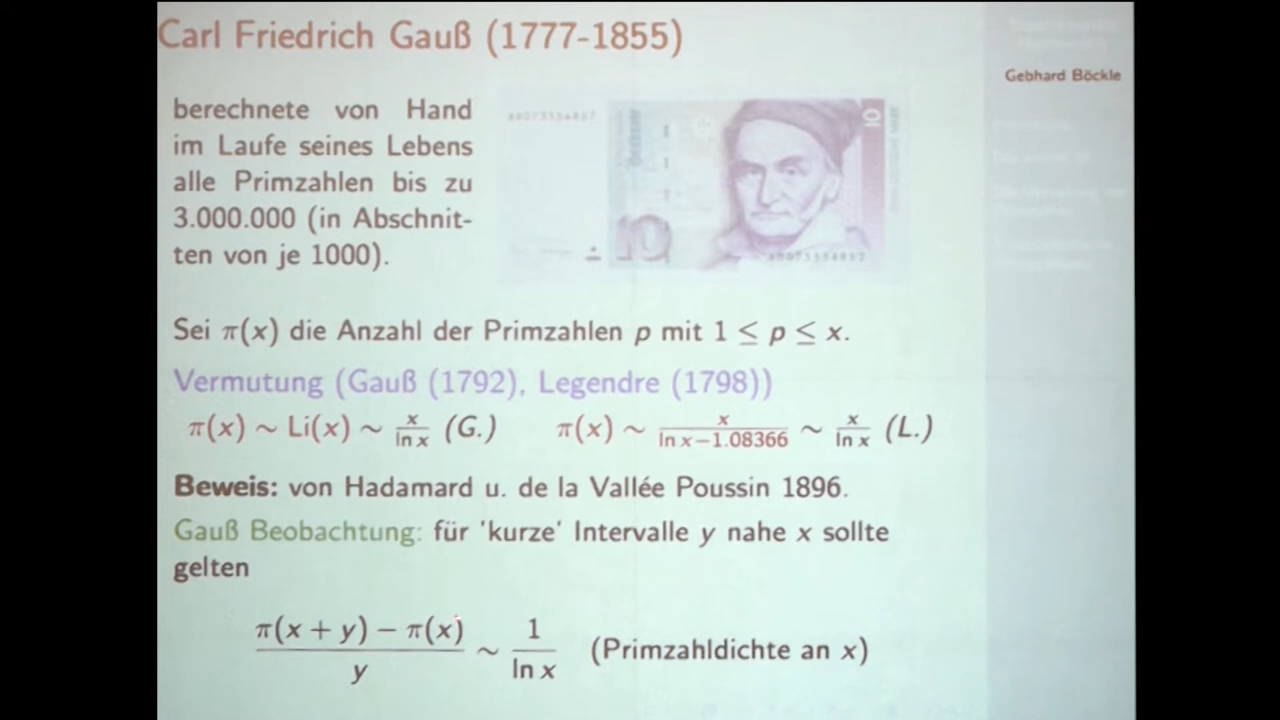 Carl Friedrich Gauß (1777-1855)
Gebhard Böckle
berechnete von Hand
im Laufe seines Lebens
alle Primzahlen bis zu
3.000.000 (in Abschnit-
ten von je 1000).
10
10
Sei π(x) die Anzahl der Primzahlen p mit 1 ≤ p ≤ x.
Vermutung (Gauß (1792), Legendre (1798))
π(x) ~ Li(x) ~ x/ln x (G.) π(x) ~ x/(ln x−1.08366) ~ x/ln x (L.)
Beweis: von Hadamard u. de la Vallée Poussin 1896.
Gauß Beobachtung: für 'kurze' Intervalle y nahe x sollte
gelten
(π(x + y) − π(x))/y ~ 1/ln x (Primzahldichte an x)